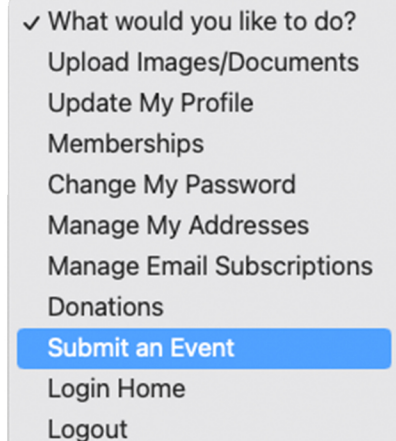 ✓ What would you like to do?
Upload Images/Documents
Update My Profile
Memberships
Change My Password
Manage My Addresses
Manage Email Subscriptions
Donations
Submit an Event
Login Home
Logout